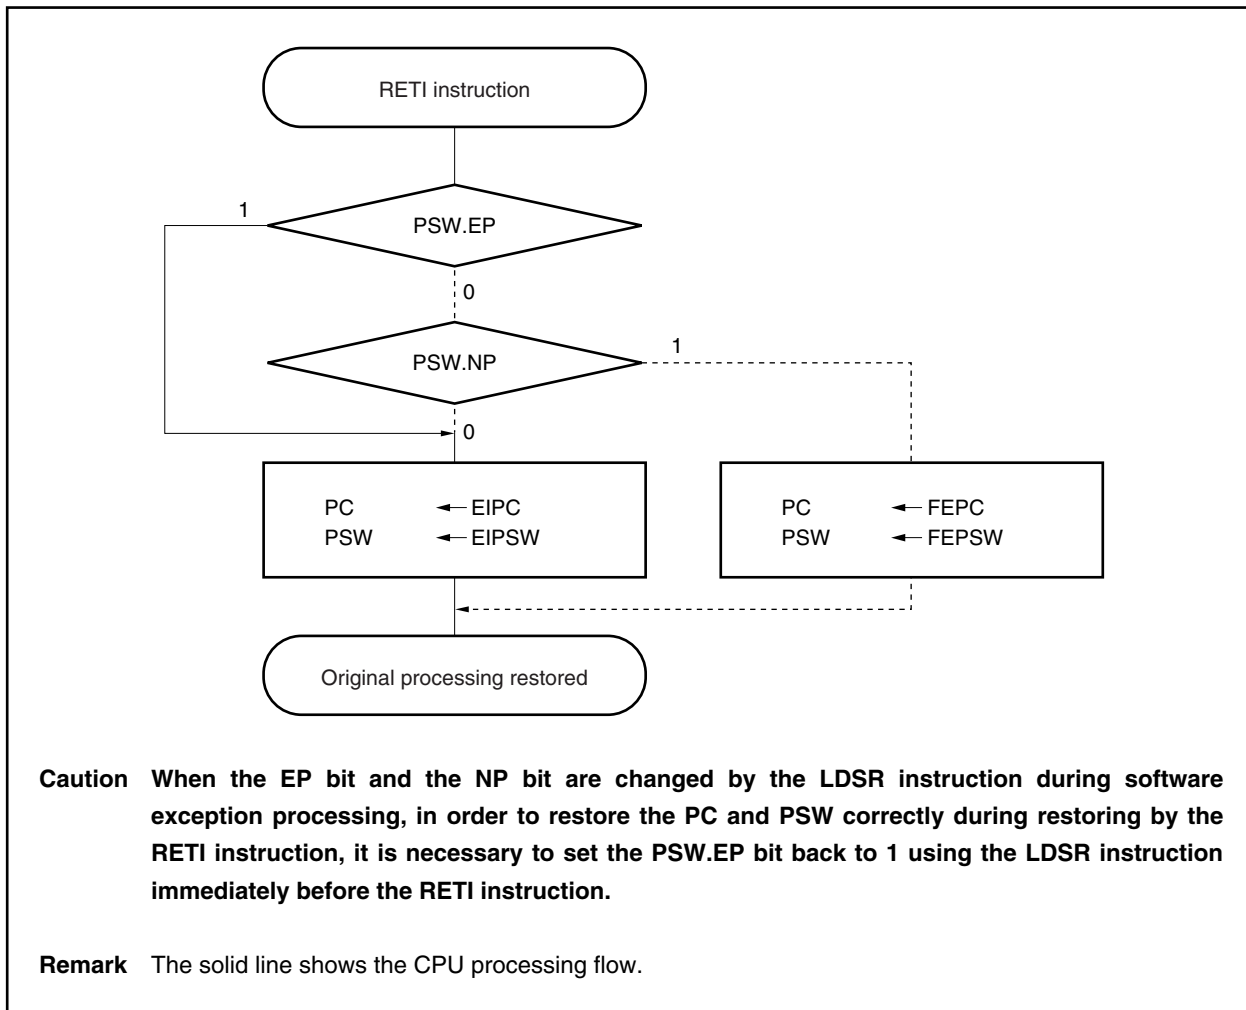 RETI instruction
1
PSW.EP
0
PSW.NP
1
0
PC ← EIPC
PSW ← EIPSW
PC ← FEPC
PSW ← FEPSW
Original processing restored
Caution When the EP bit and the NP bit are changed by the LDSR instruction during software
exception processing, in order to restore the PC and PSW correctly during restoring by the
RETI instruction, it is necessary to set the PSW.EP bit back to 1 using the LDSR instruction
immediately before the RETI instruction.
Remark The solid line shows the CPU processing flow.